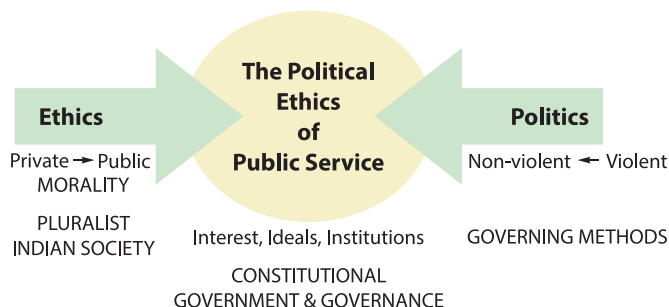 The Political
Ethics
of
Public Service
Ethics
Private → Public
MORALITY
PLURALIST
INDIAN SOCIETY
Politics
Non-violent ← Violent
GOVERNING METHODS
Interest, Ideals, Institutions
CONSTITUTIONAL
GOVERNMENT & GOVERNANCE